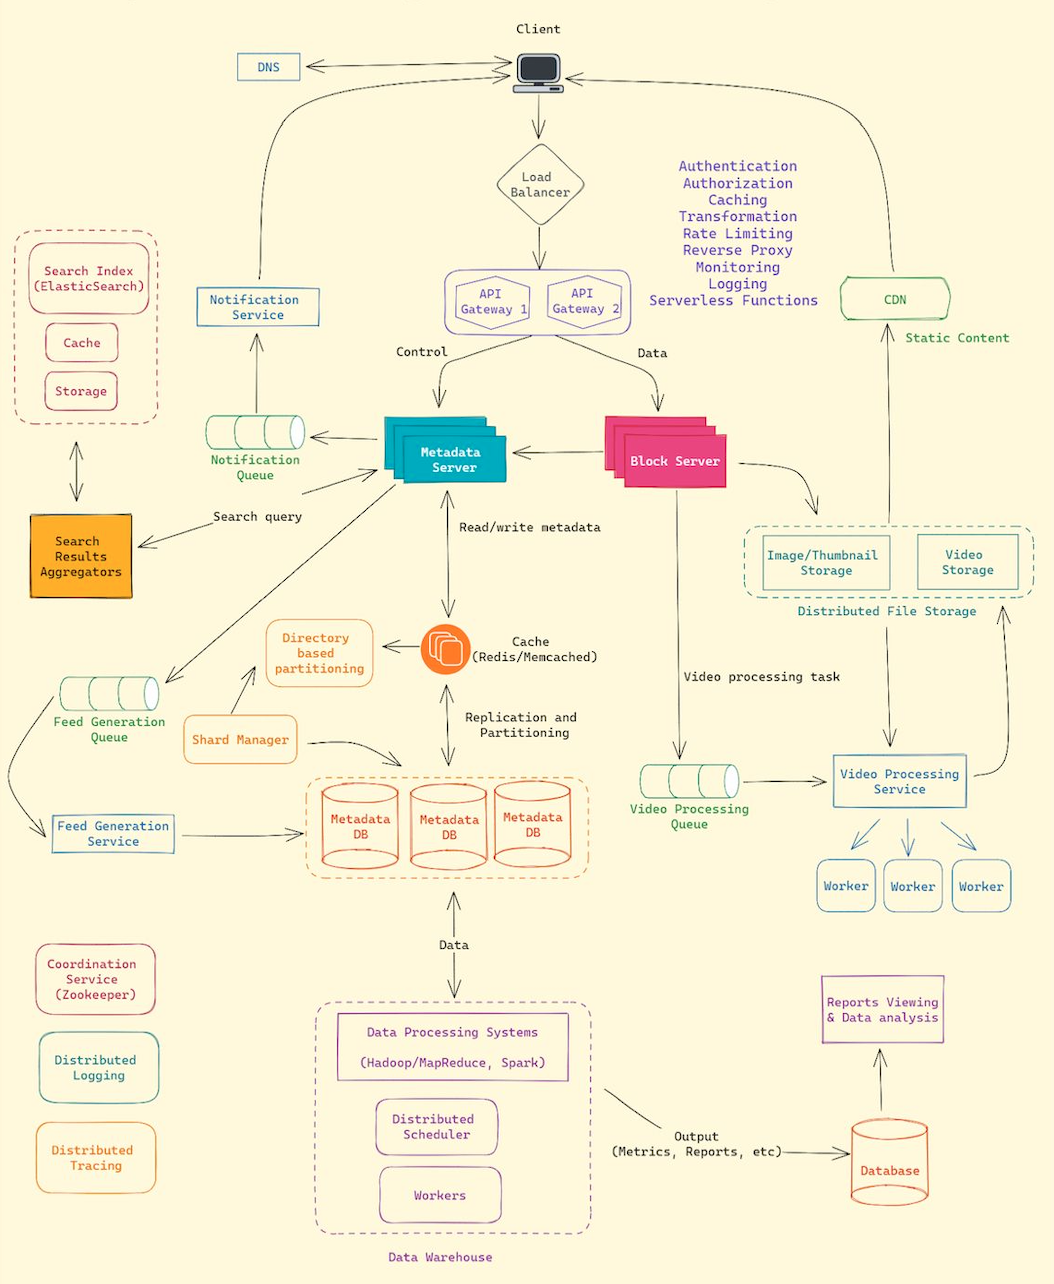 Client
DNS
Load
Balancer
Authentication
Authorization
Caching
Transformation
Rate Limiting
Reverse Proxy
Monitoring
Logging
Serverless Functions
Search Index
(ElasticSearch)
Cache
Storage
Notification
Service
API
Gateway 1
API
Gateway 2
CDN
Static Content
Control
Data
Notification
Queue
Metadata
Server
Block Server
Search query
Read/write metadata
Search
Results
Aggregators
Image/Thumbnail
Storage
Video
Storage
Distributed File Storage
Directory
based
partitioning
Cache
(Redis/Memcached)
Video processing task
Feed Generation
Queue
Shard Manager
Replication and
Partitioning
Video Processing
Queue
Video Processing
Service
Feed Generation
Service
Metadata
DB
Metadata
DB
Metadata
DB
Worker
Worker
Worker
Data
Coordination
Service
(Zookeeper)
Distributed
Logging
Distributed
Tracing
Data Processing Systems
(Hadoop/MapReduce, Spark)
Distributed
Scheduler
Workers
Data Warehouse
Output
(Metrics, Reports, etc)
Reports Viewing
& Data analysis
Database